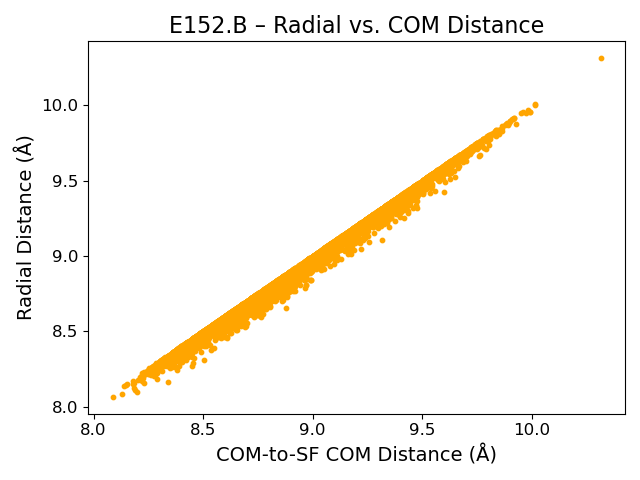 E152.B – Radial vs. COM Distance
Radial Distance (Å)
10.0
9.5
9.0
8.5
8.0
8.0 8.5 9.0 9.5 10.0
COM-to-SF COM Distance (Å)